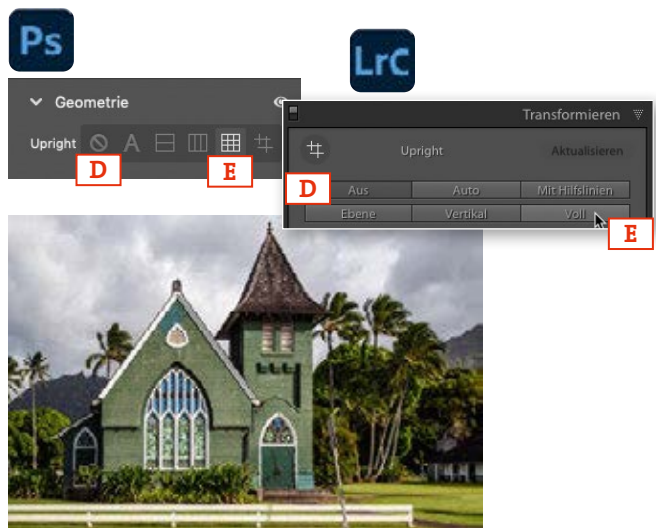 Ps
LrC
Geometrie
Transformieren
Upright A
Upright Aktualisieren
D E
D
Aus Auto Mit Hilfslinien
Ebene Vertikal Voll
E